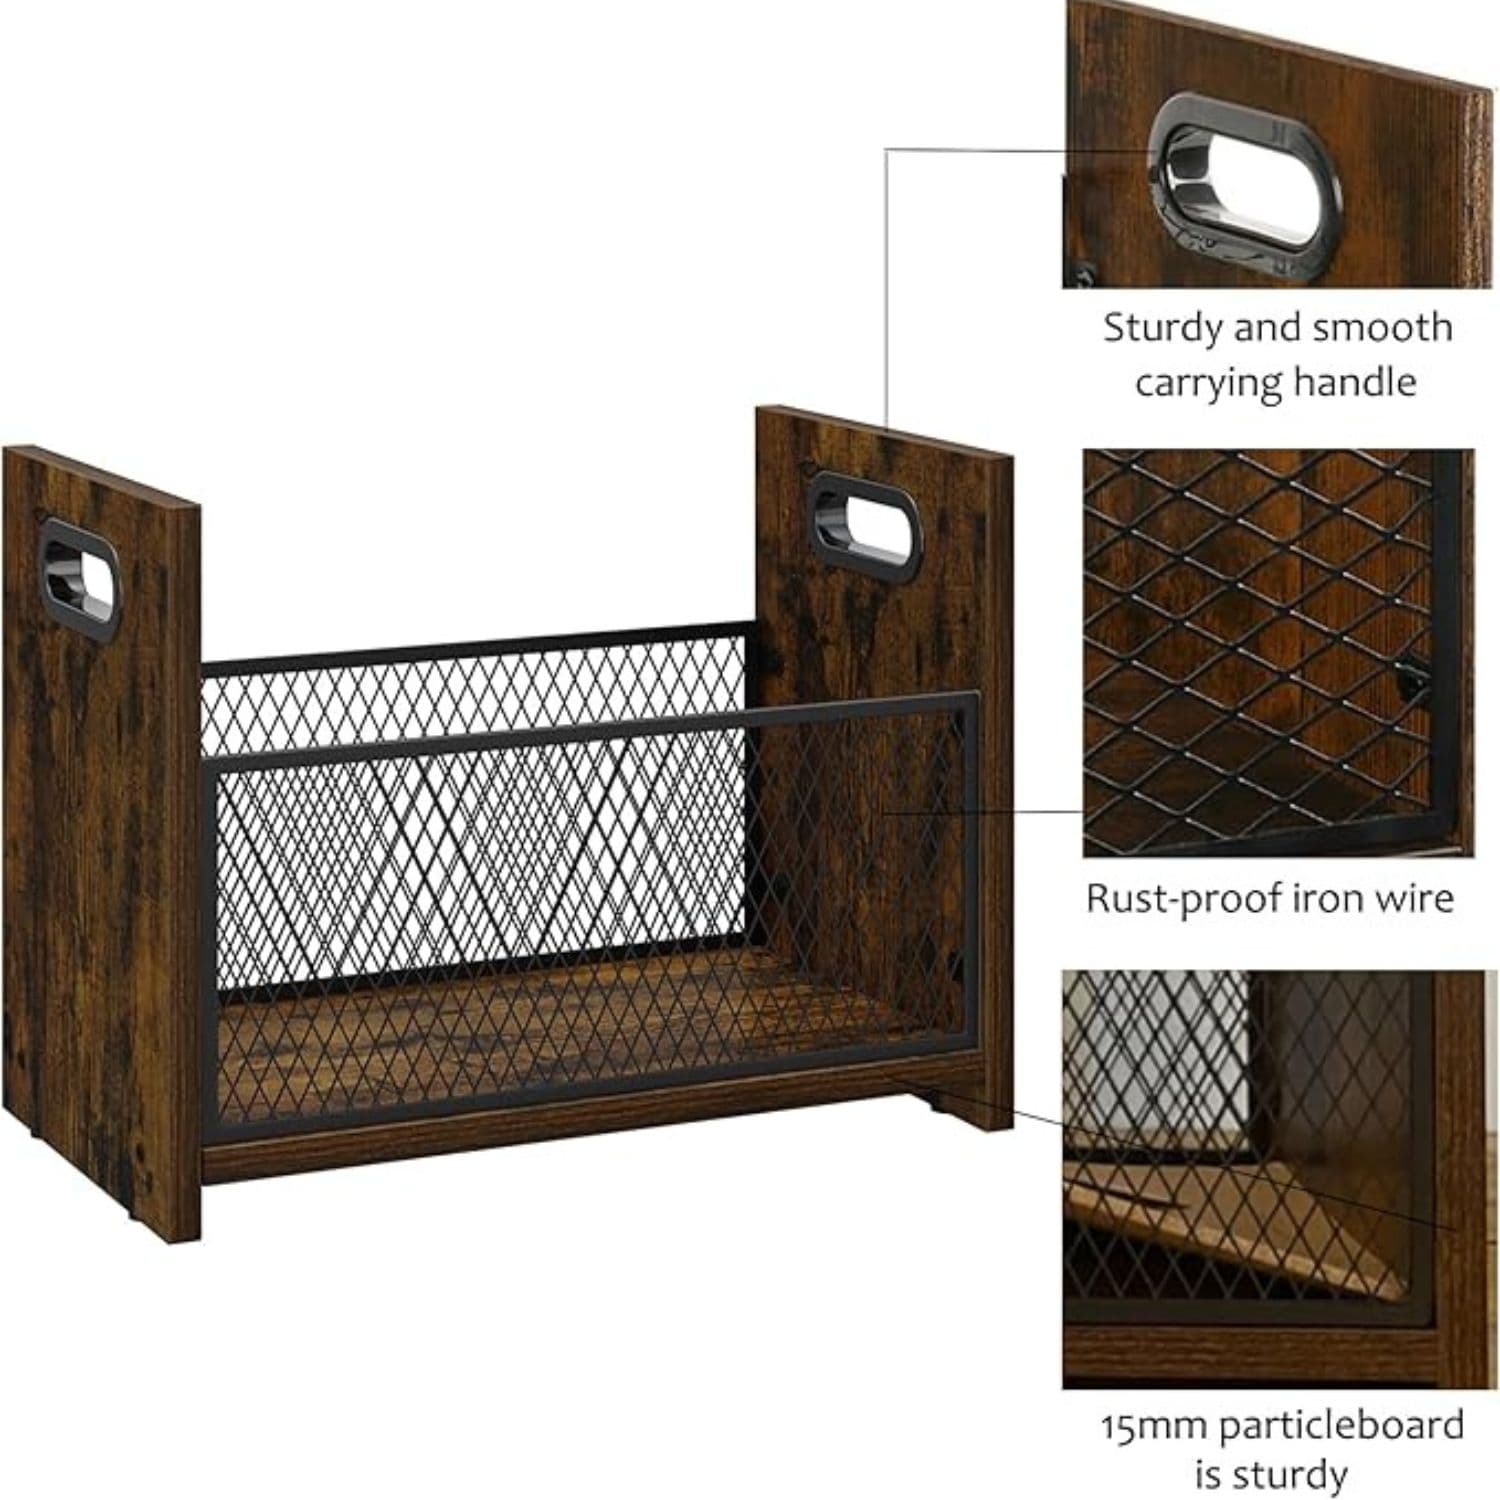 Sturdy and smooth
carrying handle
Rust-proof iron wire
15mm particleboard
is sturdy